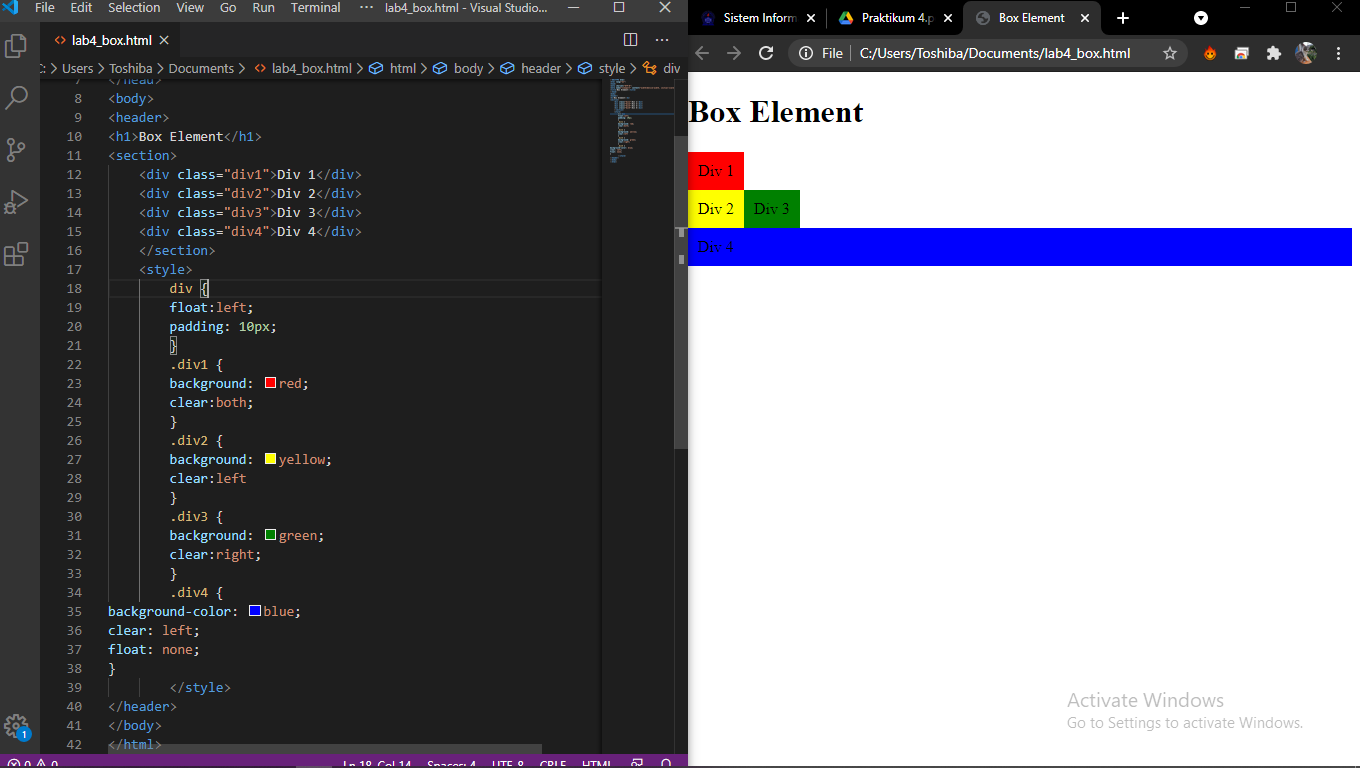 File Edit Selection View Go Run Terminal ··· lab4_box.html - Visual Studio...
lab4_box.html
C: > Users > Toshiba > Documents > lab4_box.html > html > body > header > style > div
7 </head>
8 <body>
9 <header>
10 <h1>Box Element</h1>
11 <section>
12 <div class="div1">Div 1</div>
13 <div class="div2">Div 2</div>
14 <div class="div3">Div 3</div>
15 <div class="div4">Div 4</div>
16 </section>
17 <style>
18 div {
19 float:left;
20 padding: 10px;
21 }
22 .div1 {
23 background: red;
24 clear:both;
25 }
26 .div2 {
27 background: yellow;
28 clear:left
29 }
30 .div3 {
31 background: green;
32 clear:right;
33 }
34 .div4 {
35 background-color: blue;
36 clear: left;
37 float: none;
38 }
39 </style>
40 </header>
41 </body>
42 </html>
1
0 0 Ln 18, Col 14 Spaces: 4 UTF-8 CRLF HTML
Sistem Inform
Praktikum 4.p
Box Element
File C:/Users/Toshiba/Documents/lab4_box.html
Box Element
Div 1
Div 2 Div 3
Div 4
Activate Windows
Go to Settings to activate Windows.